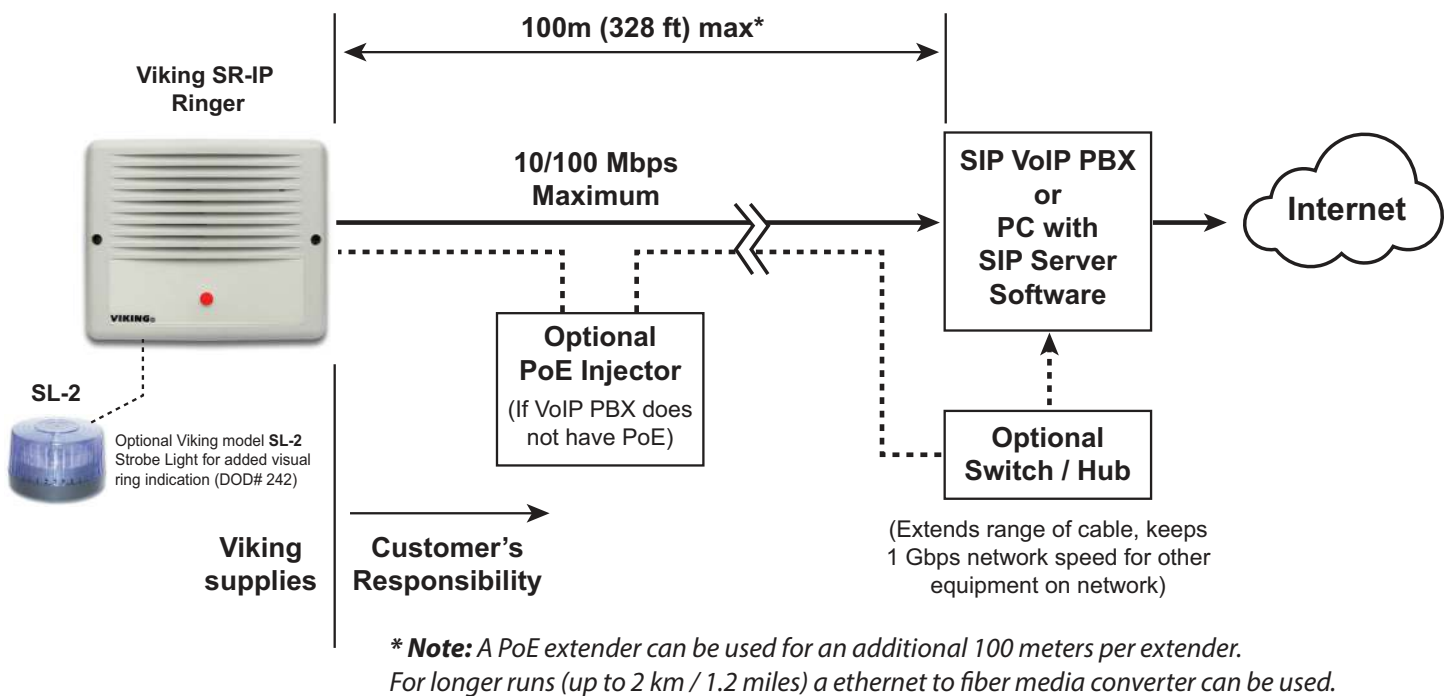 100m (328 ft) max*
Viking SR-IP
Ringer
10/100 Mbps
Maximum
SIP VoIP PBX
or
PC with
SIP Server
Software
Internet
VIKING®
Optional
PoE Injector
(If VoIP PBX does
not have PoE)
SL-2
Optional Viking model SL-2
Strobe Light for added visual
ring indication (DOD# 242)
Optional
Switch / Hub
(Extends range of cable, keeps
1 Gbps network speed for other
equipment on network)
Viking
supplies
Customer's
Responsibility
* Note: A PoE extender can be used for an additional 100 meters per extender.
For longer runs (up to 2 km / 1.2 miles) a ethernet to fiber media converter can be used.